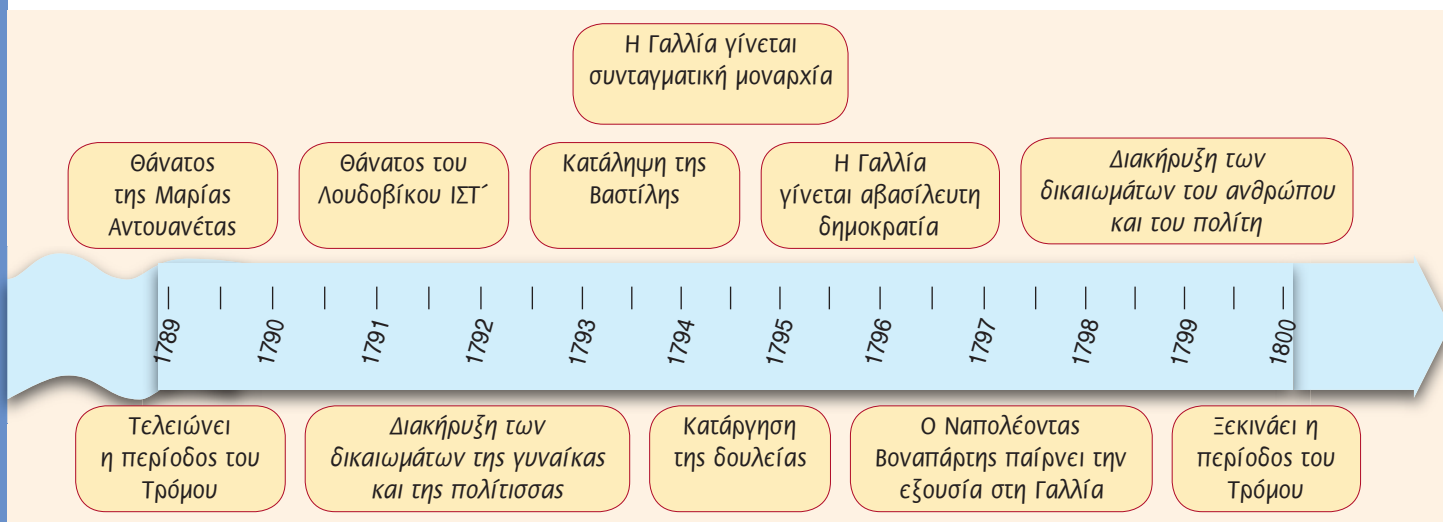 Η Γαλλία γίνεται
συνταγματική μοναρχία
Θάνατος
της Μαρίας
Αντουανέτας
Θάνατος του
Λουδοβίκου ΙΣΤ΄
Κατάληψη της
Βαστίλης
Η Γαλλία
γίνεται αβασίλευτη
δημοκρατία
Διακήρυξη των
δικαιωμάτων του ανθρώπου
και του πολίτη
1789
1790
1791
1792
1793
1794
1795
1796
1797
1798
1799
1800
Τελειώνει
η περίοδος του
Τρόμου
Διακήρυξη των
δικαιωμάτων της γυναίκας
και της πολίτισσας
Κατάργηση
της δουλείας
Ο Ναπολέοντας
Βοναπάρτης παίρνει την
εξουσία στη Γαλλία
Ξεκινάει η
περίοδος του
Τρόμου